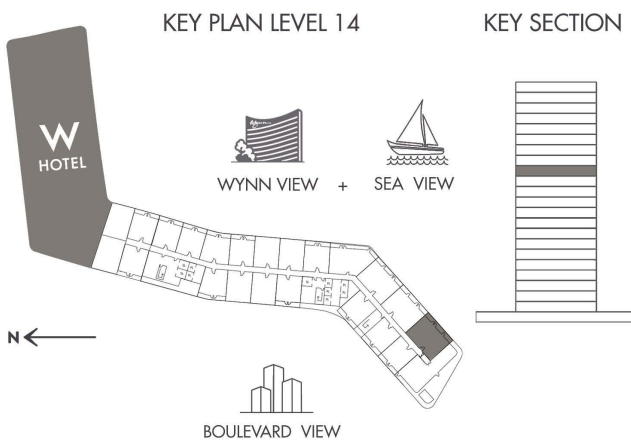 KEY PLAN LEVEL 14
KEY SECTION
W
HOTEL
WYNN VIEW + SEA VIEW
N
BOULEVARD VIEW